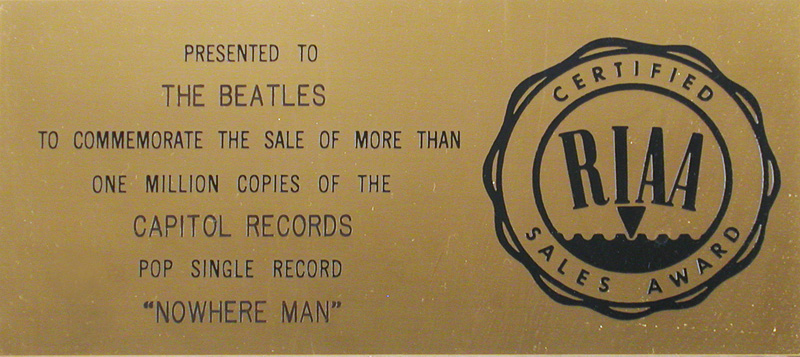 PRESENTED TO
THE BEATLES
TO COMMEMORATE THE SALE OF MORE THAN
ONE MILLION COPIES OF THE
CAPITOL RECORDS
POP SINGLE RECORD
“NOWHERE MAN”
CERTIFIED
RIAA
SALES AWARD